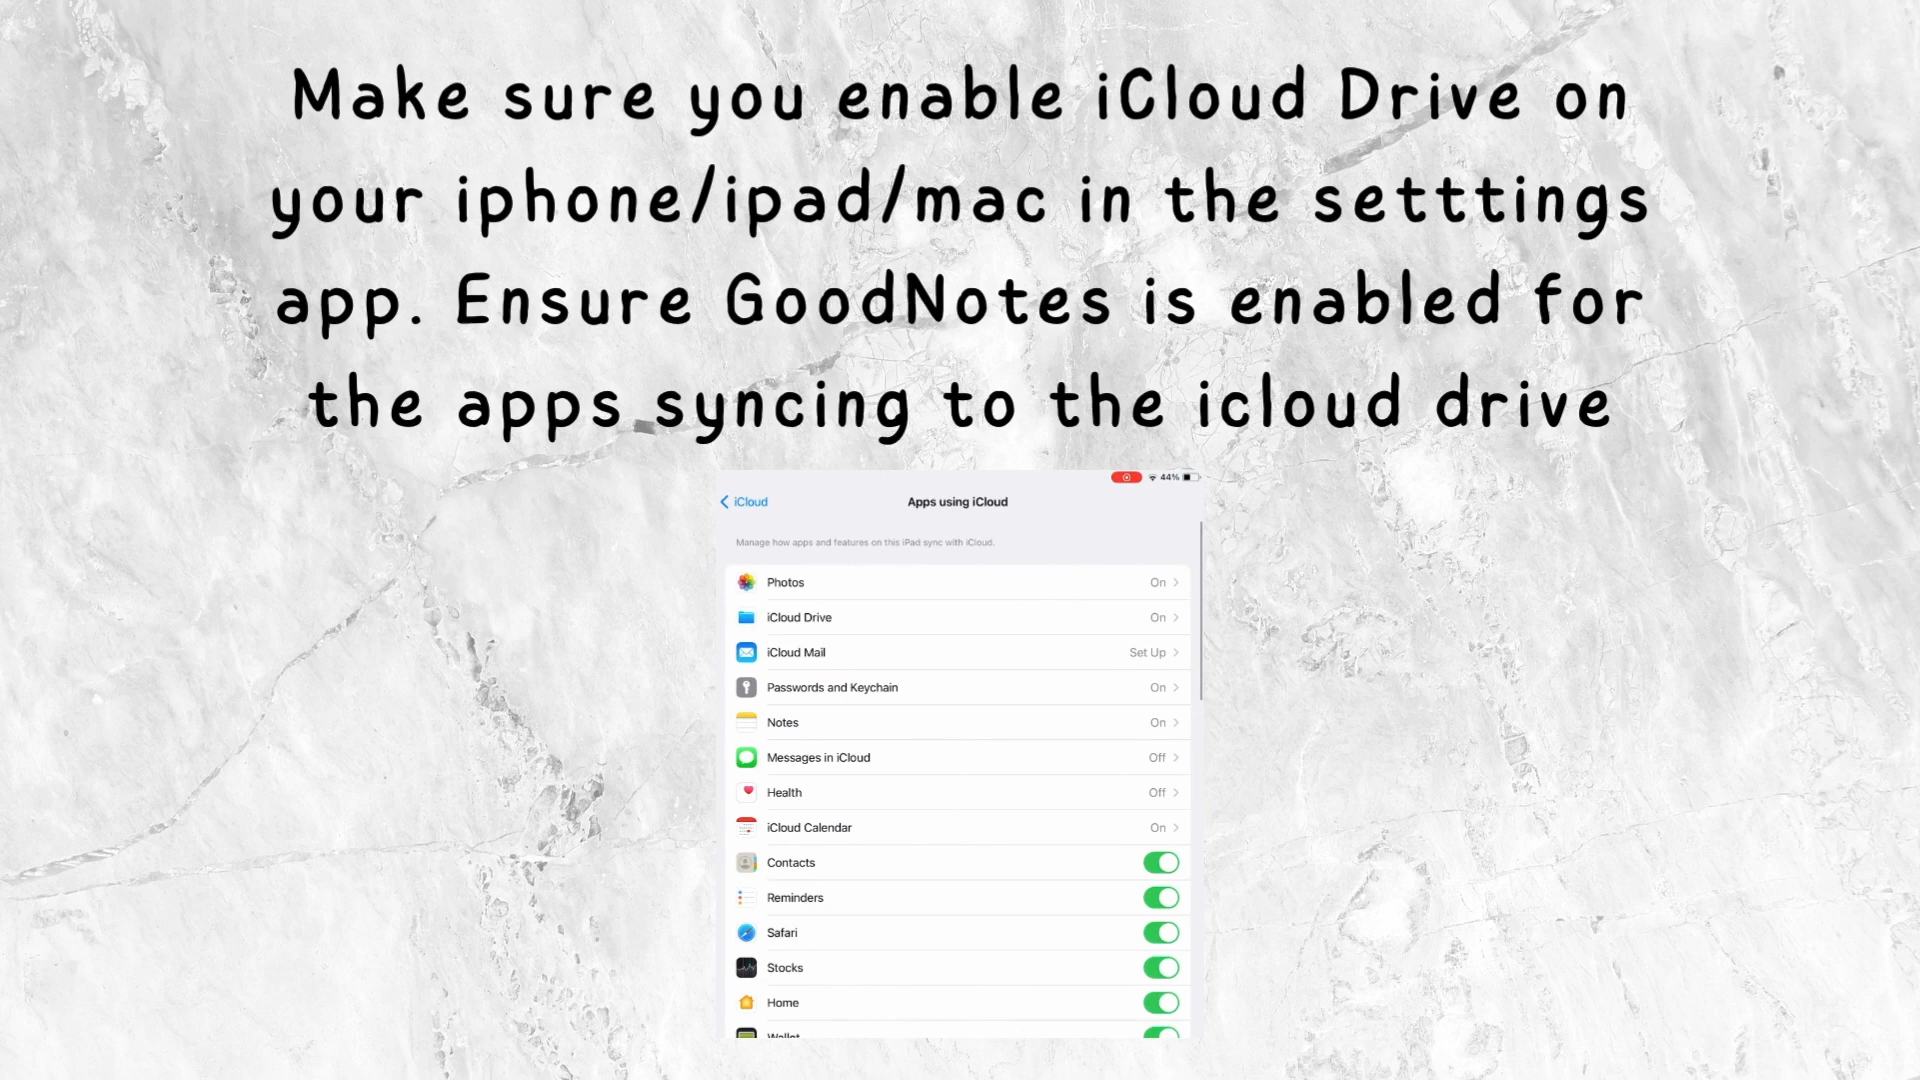 Make sure you enable iCloud Drive on
your iphone/ipad/mac in the setttings
app. Ensure GoodNotes is enabled for
the apps syncing to the icloud drive
44%
iCloud
Apps using iCloud
Manage how apps and features on this iPad sync with iCloud.
Photos On
iCloud Drive On
iCloud Mail Set Up
Passwords and Keychain On
Notes On
Messages in iCloud Off
Health Off
iCloud Calendar On
Contacts
Reminders
Safari
Stocks
Home
Wallet